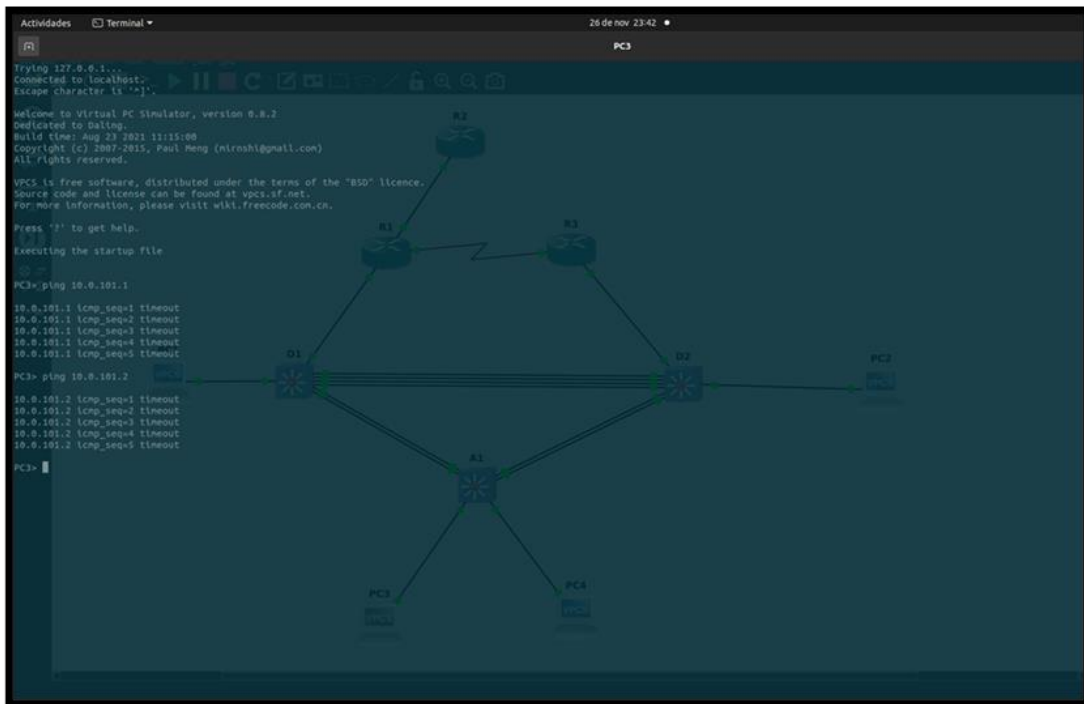 Actividades Terminal 26 de nov 23:42
PC3
Trying 127.0.0.1...
Connected to localhost.
Escape character is '^]'.
Welcome to Virtual PC Simulator, version 0.8.2
Dedicated to Daling.
Build time: Aug 23 2021 11:15:00
Copyright (c) 2007-2015, Paul Meng (mirnshi@gmail.com)
All rights reserved.
VPCS is free software, distributed under the terms of the "BSD" licence.
Source code and license can be found at vpcs.sf.net.
For more information, please visit wiki.freecode.com.cn.
Press '?' to get help.
Executing the startup file
PC3> ping 10.0.101.1
10.0.101.1 icmp_seq=1 timeout
10.0.101.1 icmp_seq=2 timeout
10.0.101.1 icmp_seq=3 timeout
10.0.101.1 icmp_seq=4 timeout
10.0.101.1 icmp_seq=5 timeout
PC3> ping 10.0.101.2
10.0.101.2 icmp_seq=1 timeout
10.0.101.2 icmp_seq=2 timeout
10.0.101.2 icmp_seq=3 timeout
10.0.101.2 icmp_seq=4 timeout
10.0.101.2 icmp_seq=5 timeout
PC3>
R2
R1
R3
D1
D2
PC2
VPCS
VPCS
A1
PC3
PC4
VPCS
VPCS